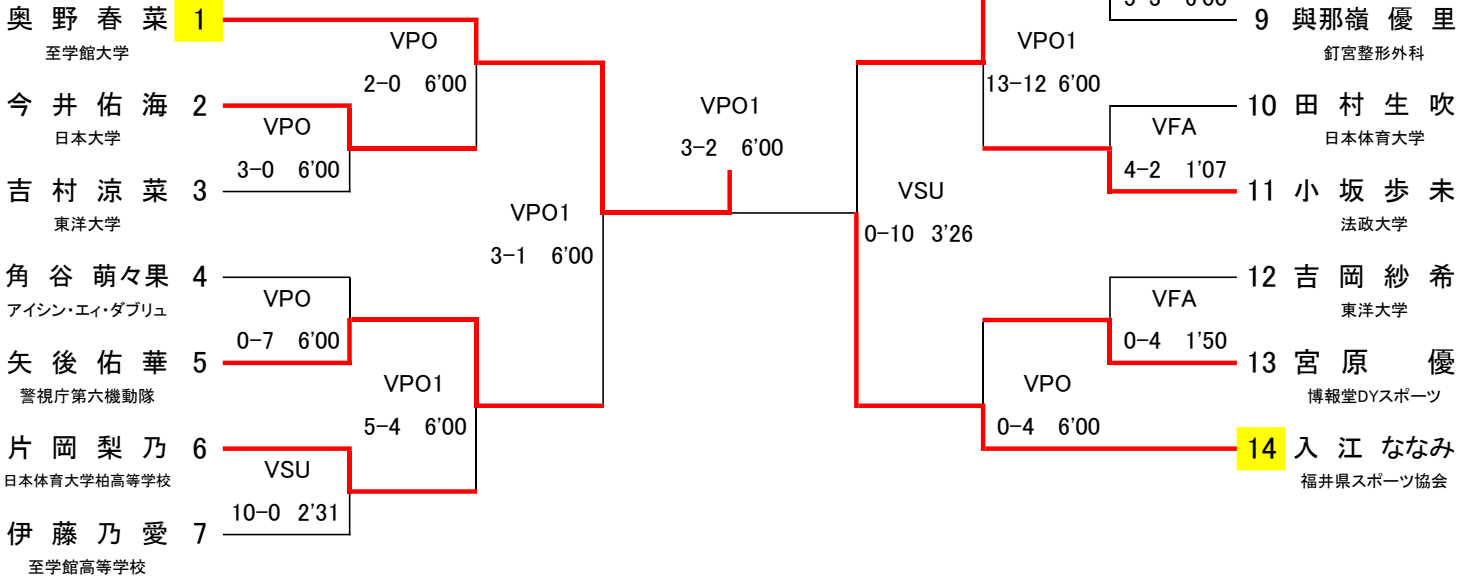 奥野春菜 1
至学館大学
VPO
2-0 6'00
今井佑海 2
日本大学
VPO
3-0 6'00
吉村涼菜 3
東洋大学
角谷萌々果 4
アイシン・エィ・ダブリュ
VPO
0-7 6'00
矢後佑華 5
警視庁第六機動隊
VPO1
5-4 6'00
片岡梨乃 6
日本体育大学柏高等学校
VSU
10-0 2'31
伊藤乃愛 7
至学館高等学校
VPO1
3-1 6'00
VPO1
3-2 6'00
VSU
0-10 3'26
9 與那嶺優里
釘宮整形外科
VPO1
13-12 6'00
10 田村生吹
日本体育大学
VFA
4-2 1'07
11 小坂歩未
法政大学
12 吉岡紗希
東洋大学
VFA
0-4 1'50
13 宮原 優
博報堂DYスポーツ
VPO
0-4 6'00
14 入江ななみ
福井県スポーツ協会